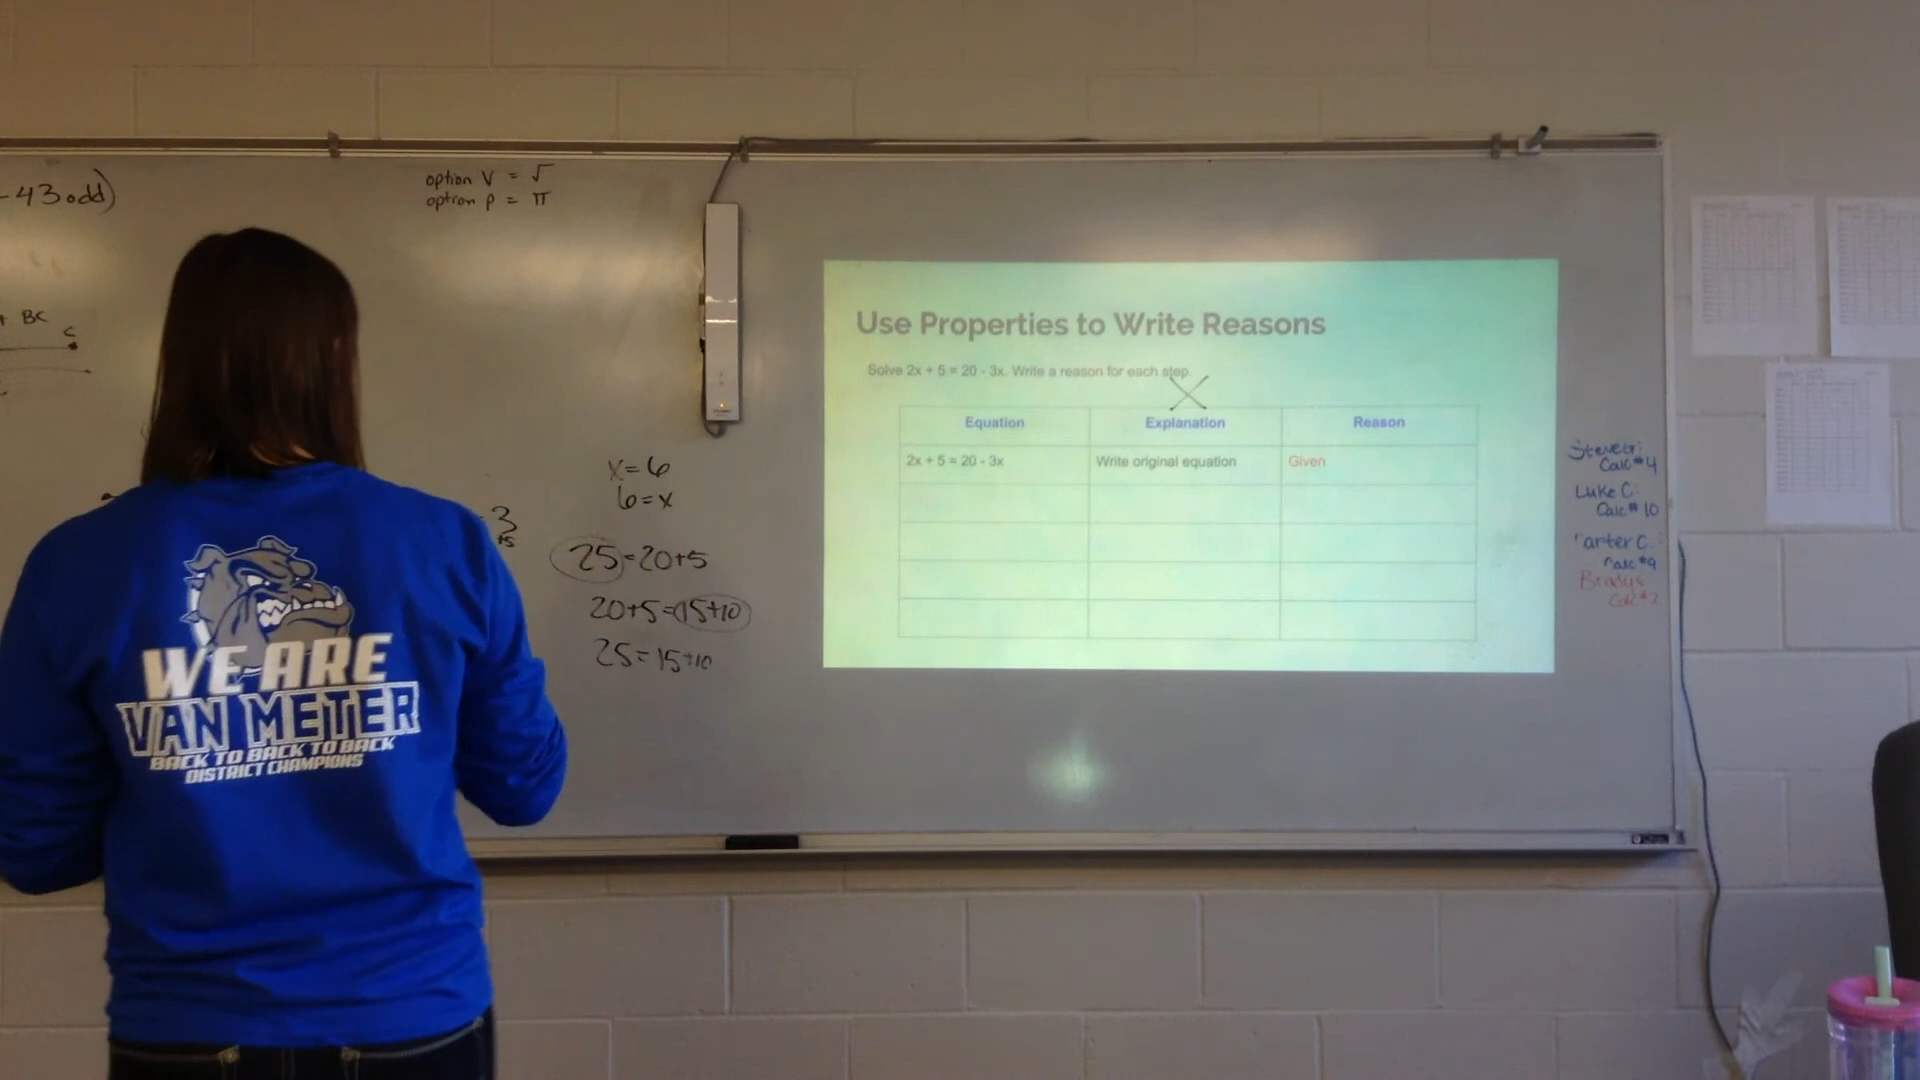 -43 odd)
option V = √
option p = π
+ BC
C
x=6
6=x
3
+5
25=20+5
20+5=15+10
25=15+10
WE ARE
VAN METER
BACK TO BACK TO BACK
DISTRICT CHAMPIONS
Use Properties to Write Reasons
Solve 2x + 5 = 20 - 3x. Write a reason for each step.
Equation Explanation Reason
2x + 5 = 20 - 3x Write original equation Given
Calc #4
Luke C:
Calc # 10
arter C:
Calc #9